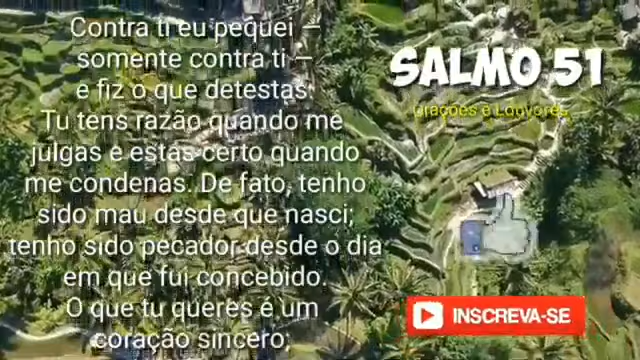 Contra ti eu pequei —
somente contra ti —
e fiz o que detestas.
Tu tens razão quando me
julgas e estás certo quando
me condenas. De fato, tenho
sido mau desde que nasci;
tenho sido pecador desde o dia
em que fui concebido.
O que tu queres é um
coração sincero;
SALMO 51
Orações e Louvores
INSCREVA-SE